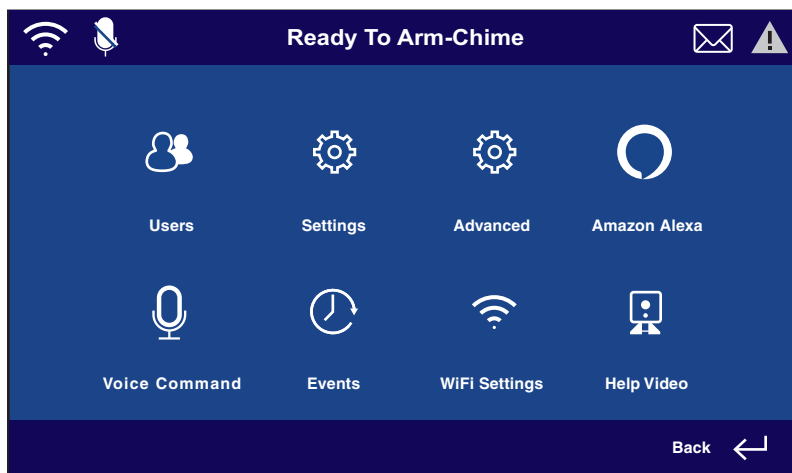 Ready To Arm-Chime
Users
Settings
Advanced
Amazon Alexa
Voice Command
Events
WiFi Settings
Help Video
Back